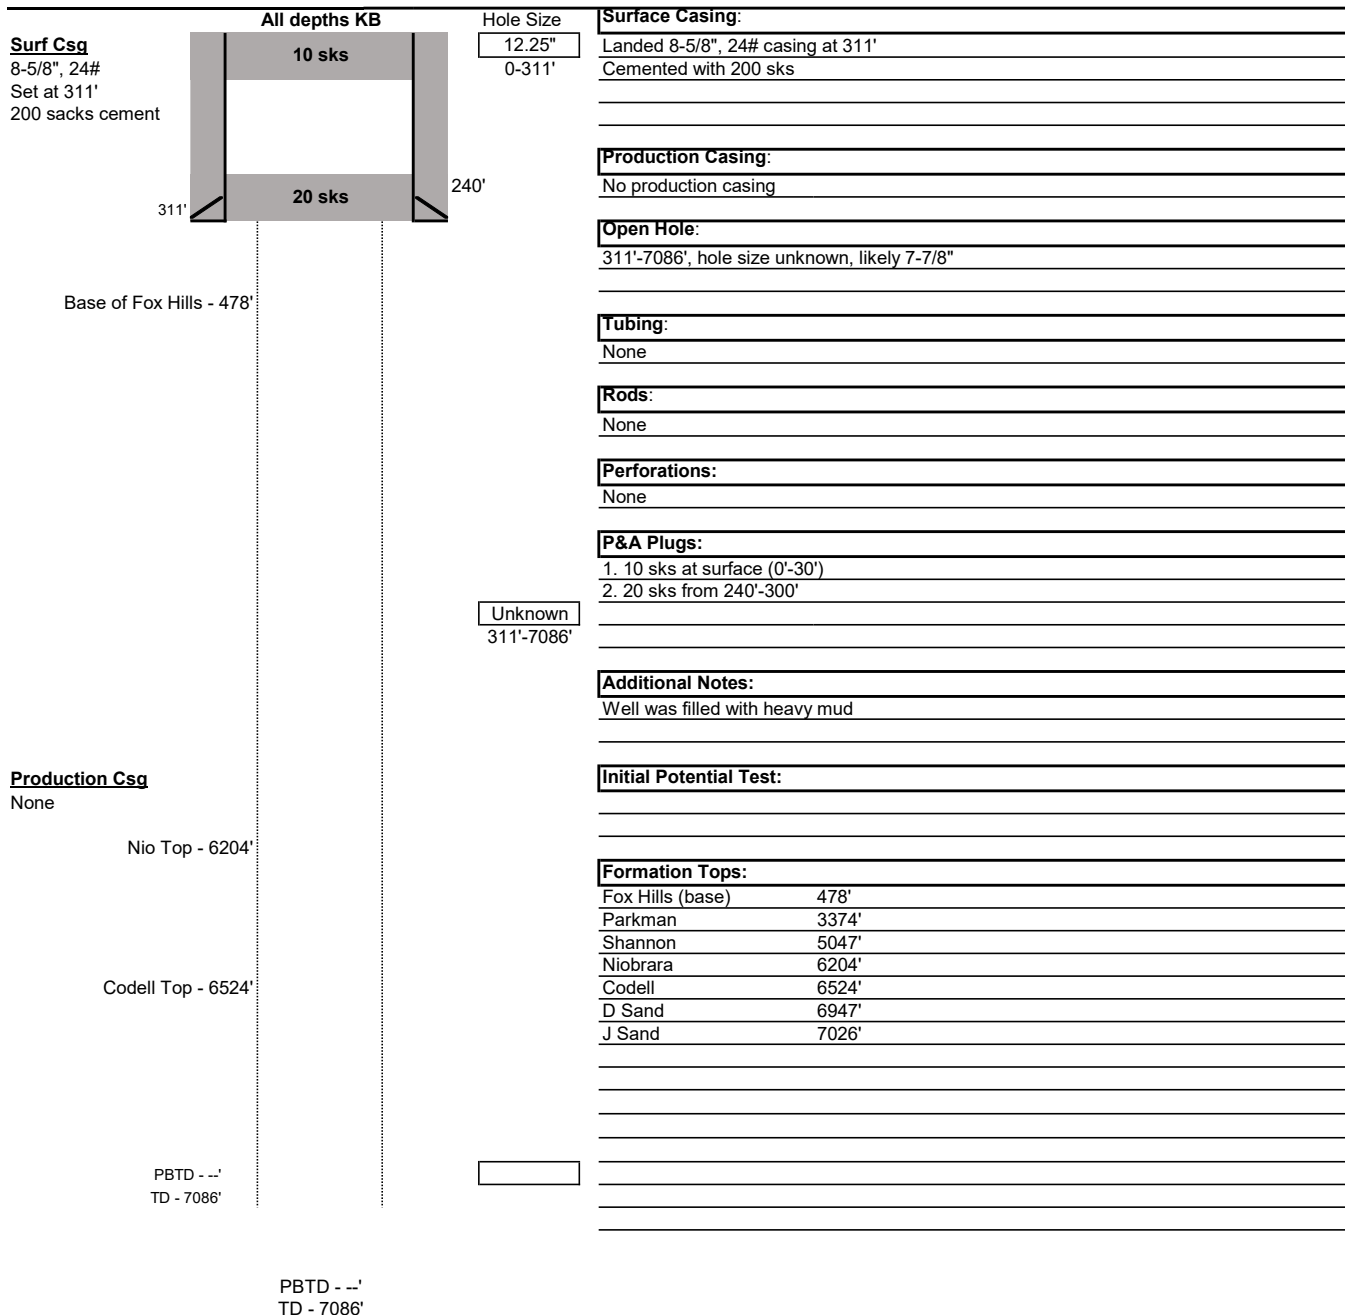 All depths KB
Hole Size
Surf Csg
8-5/8", 24#
Set at 311'
200 sacks cement
10 sks
12.25"
0-311'
20 sks
240'
311'
Base of Fox Hills - 478'
Unknown
311'-7086'
Production Csg
None
Nio Top - 6204'
Codell Top - 6524'
PBTD - --'
TD - 7086'
PBTD - --'
TD - 7086'
Surface Casing:
Landed 8-5/8", 24# casing at 311'
Cemented with 200 sks
Production Casing:
No production casing
Open Hole:
311'-7086', hole size unknown, likely 7-7/8"
Tubing:
None
Rods:
None
Perforations:
None
P&A Plugs:
1. 10 sks at surface (0'-30')
2. 20 sks from 240'-300'
Additional Notes:
Well was filled with heavy mud
Initial Potential Test:
Formation Tops:
Fox Hills (base) 478'
Parkman 3374'
Shannon 5047'
Niobrara 6204'
Codell 6524'
D Sand 6947'
J Sand 7026'